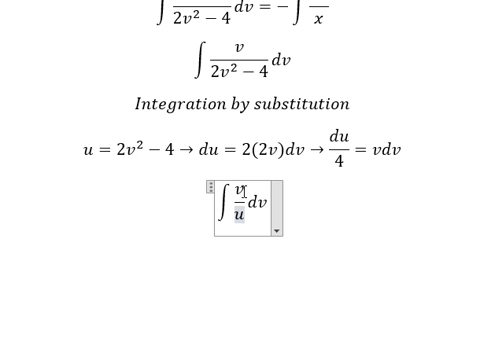 ∫ / 2v² − 4 dv = − ∫ / x
∫ v / 2v² − 4 dv
Integration by substitution
u = 2v² − 4 → du = 2(2v)dv → du / 4 = vdv
∫ v / u dv